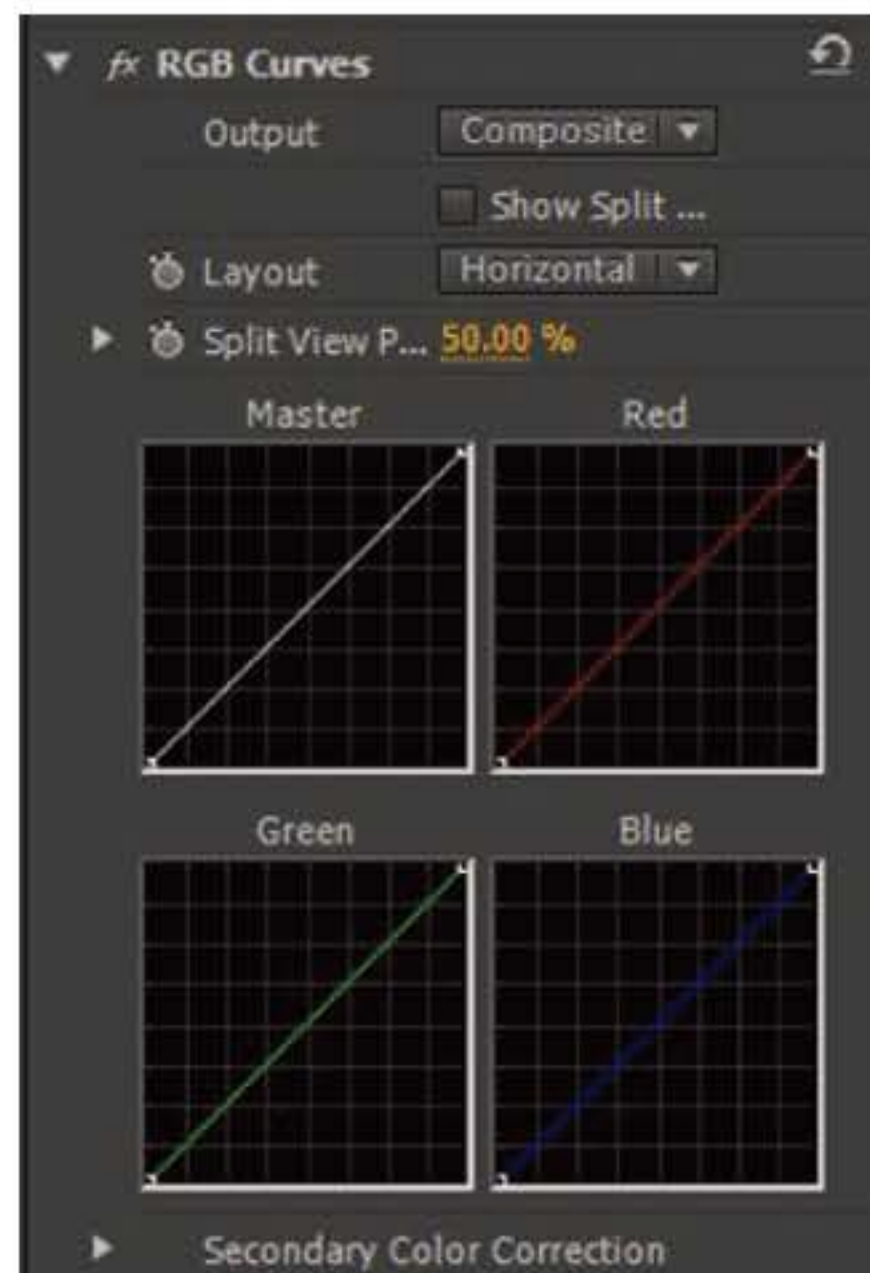 fx RGB Curves
Output Composite
Show Split ...
Layout Horizontal
Split View P... 50.00 %
Master Red
Green Blue
Secondary Color Correction